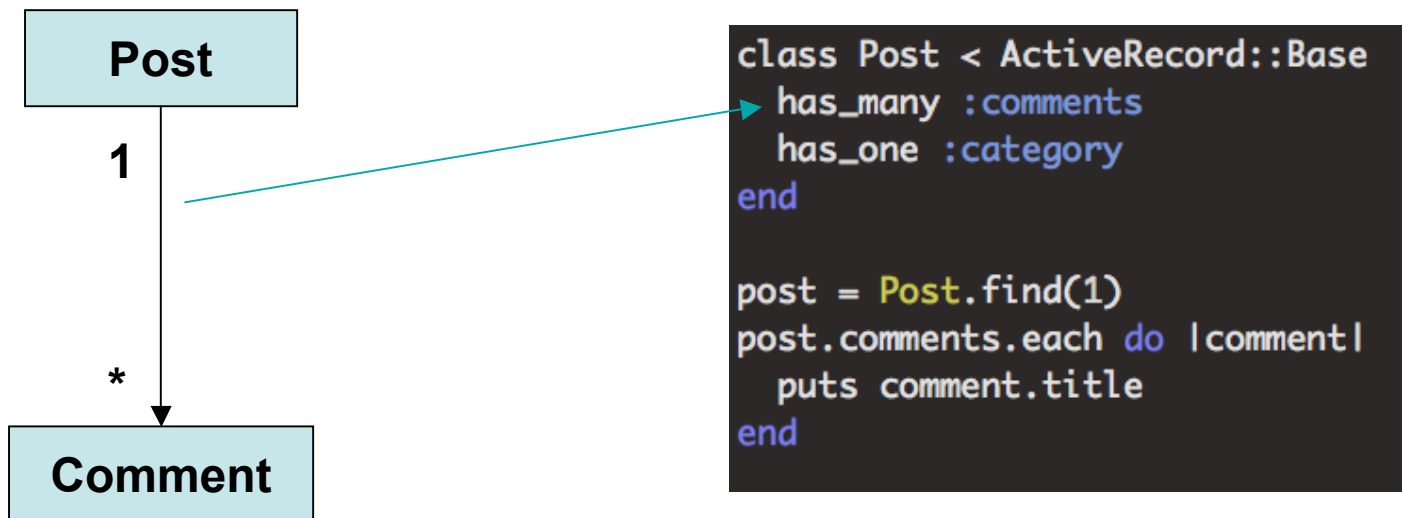 Post
1
*
Comment
class Post < ActiveRecord::Base
  has_many :comments
  has_one :category
end

post = Post.find(1)
post.comments.each do |comment|
  puts comment.title
end